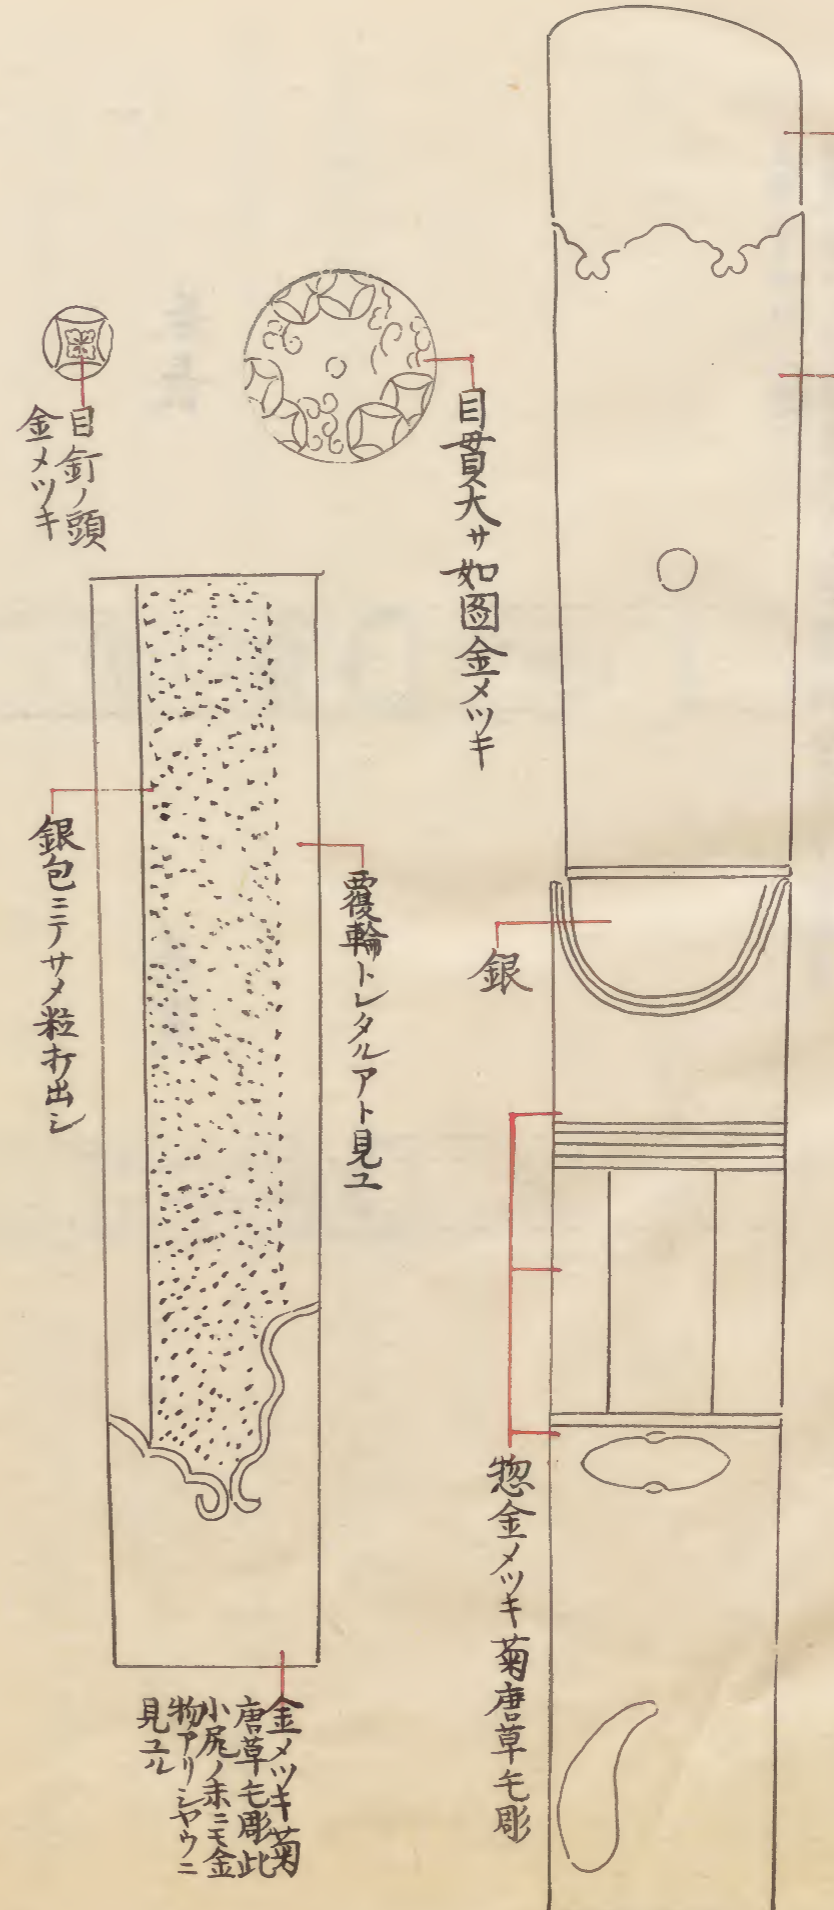 目貫大サ如図金メツキ
目釘ノ頭
金メツキ
銀
覆輪トレタルアト見ユ
銀包ニテサメ粒打出シ
惣金メツキ菊唐草毛彫
金メツキ菊
唐草毛彫此
小尻ノ末ニモ金
物アリシヤウニ
見ユル